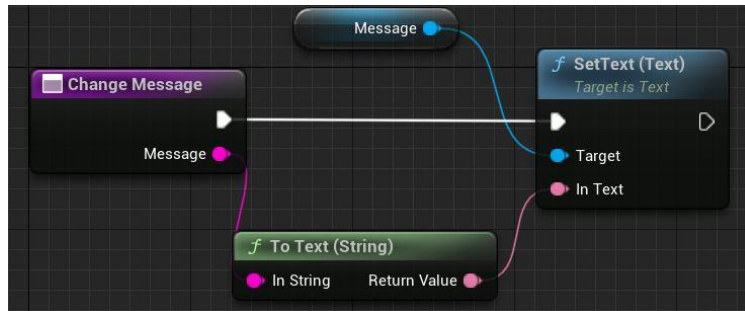 Message
Change Message
Message
f SetText (Text)
Target is Text
Target
In Text
f To Text (String)
In String Return Value